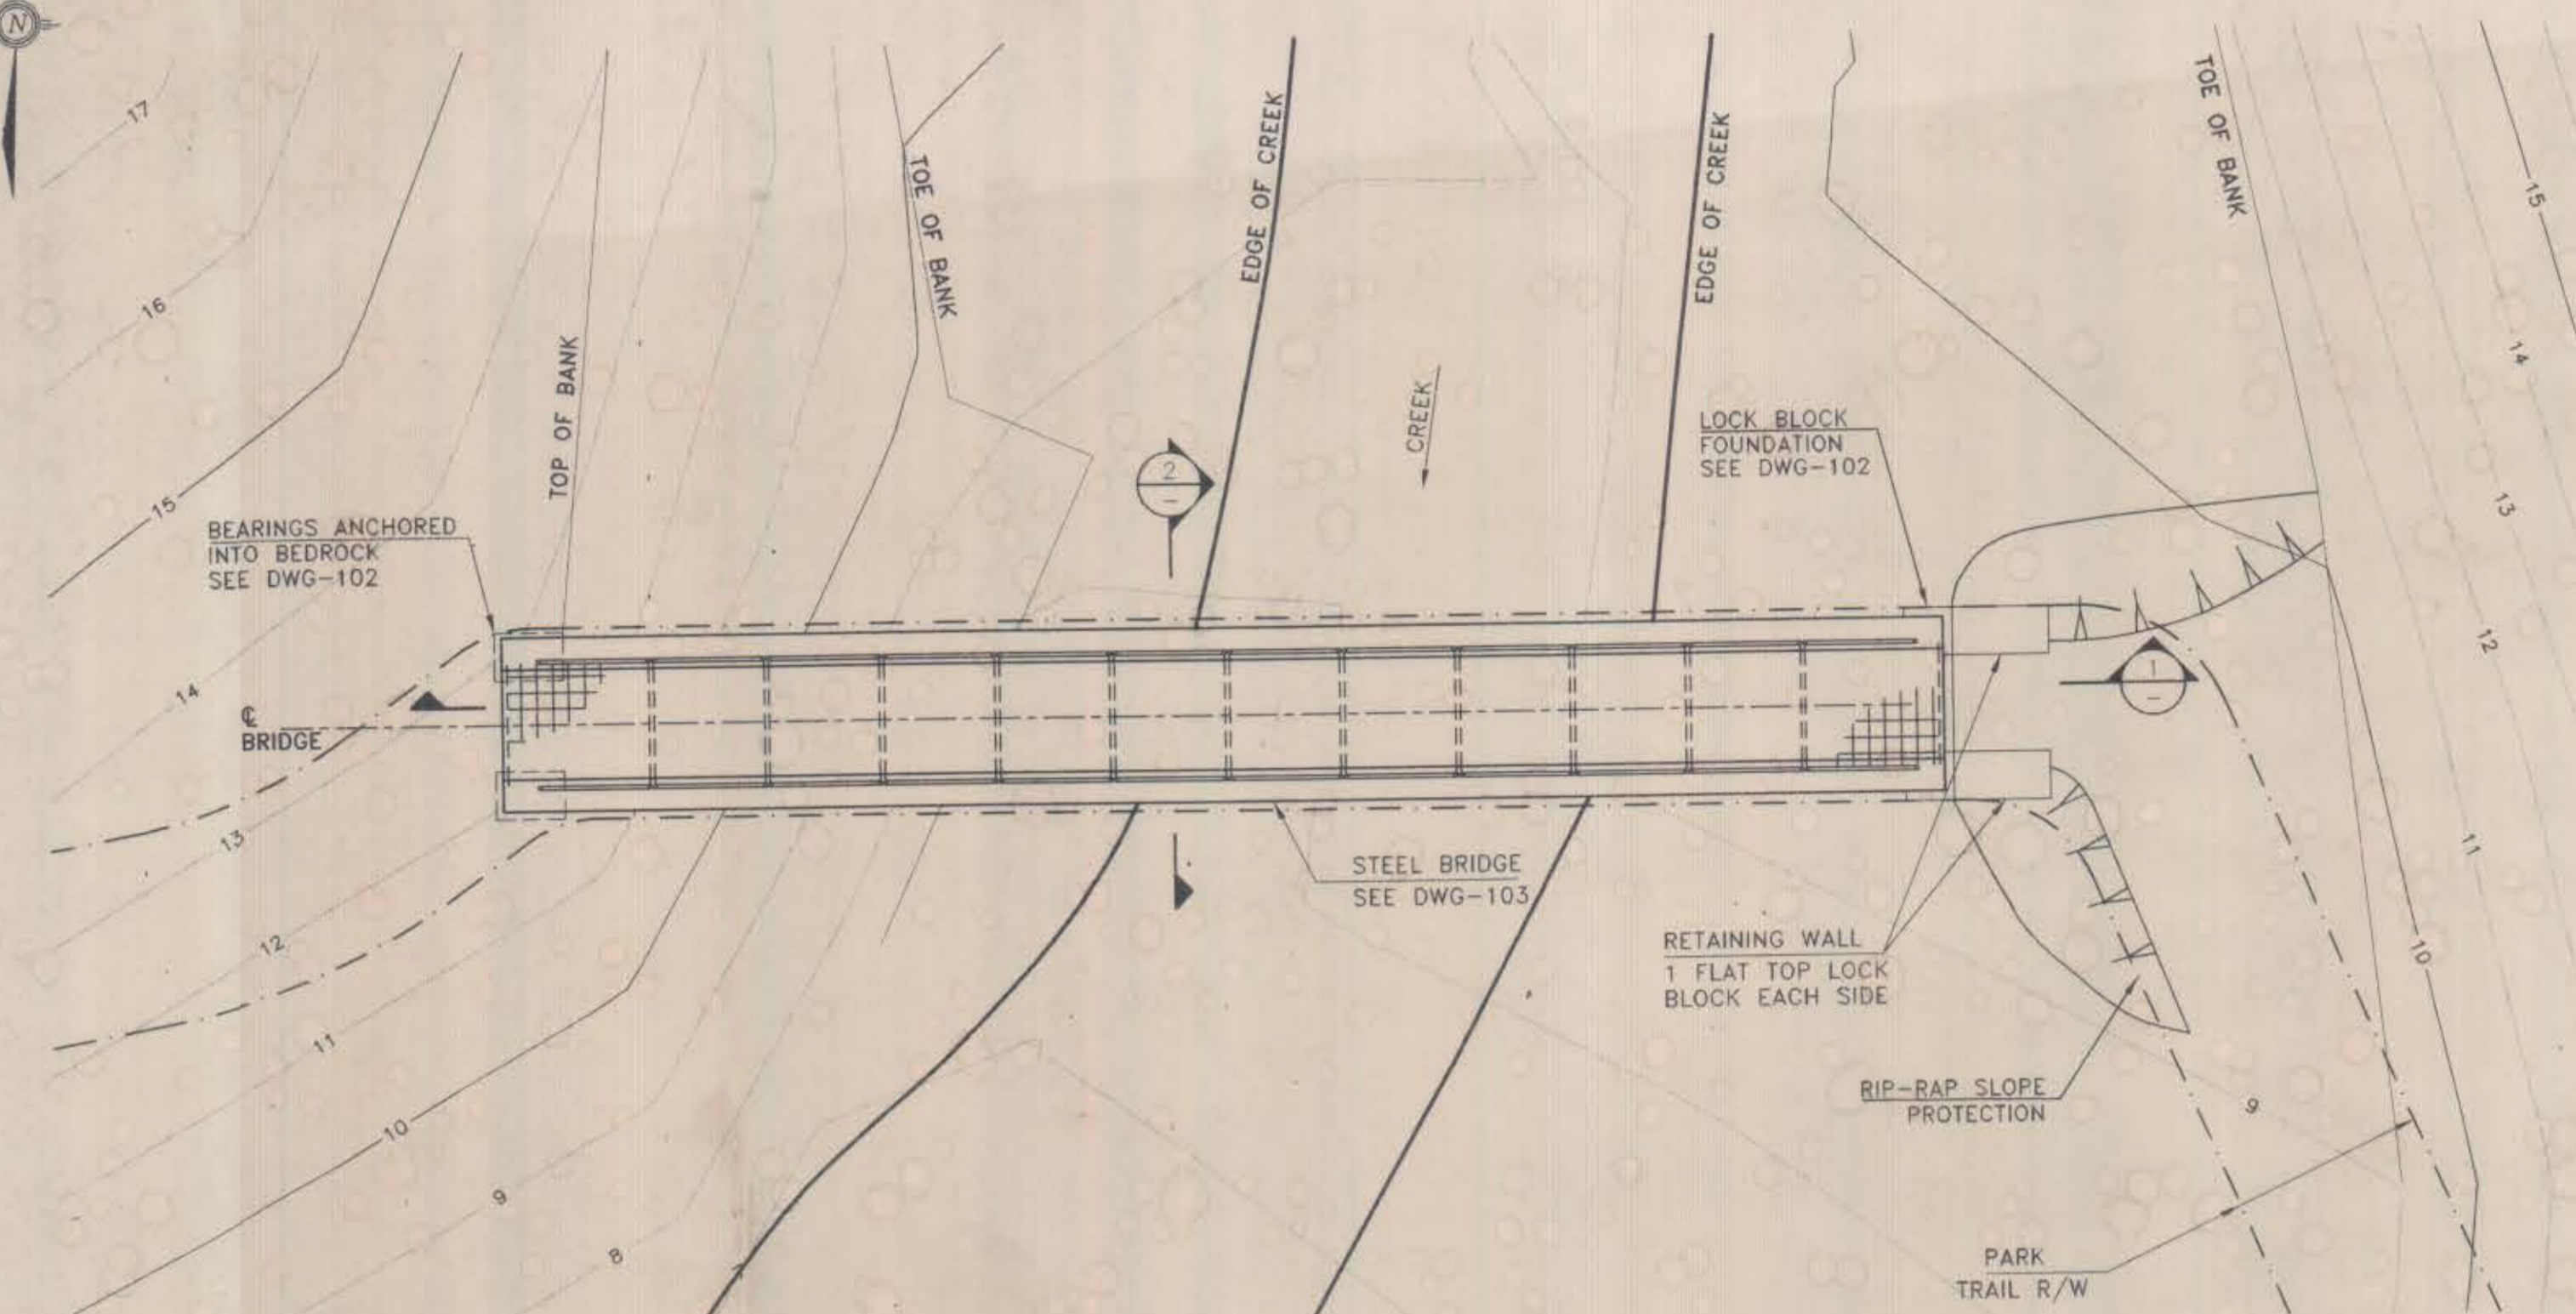 N
17
16
15
14
13
12
11
10
9
8
TOP OF BANK
TOE OF BANK
EDGE OF CREEK
EDGE OF CREEK
TOE OF BANK
15
14
13
12
11
10
9
CREEK
2
–
1
–
BEARINGS ANCHORED
INTO BEDROCK
SEE DWG-102
LOCK BLOCK
FOUNDATION
SEE DWG-102
℄
BRIDGE
STEEL BRIDGE
SEE DWG-103
RETAINING WALL
1 FLAT TOP LOCK
BLOCK EACH SIDE
RIP-RAP SLOPE
PROTECTION
PARK
TRAIL R/W